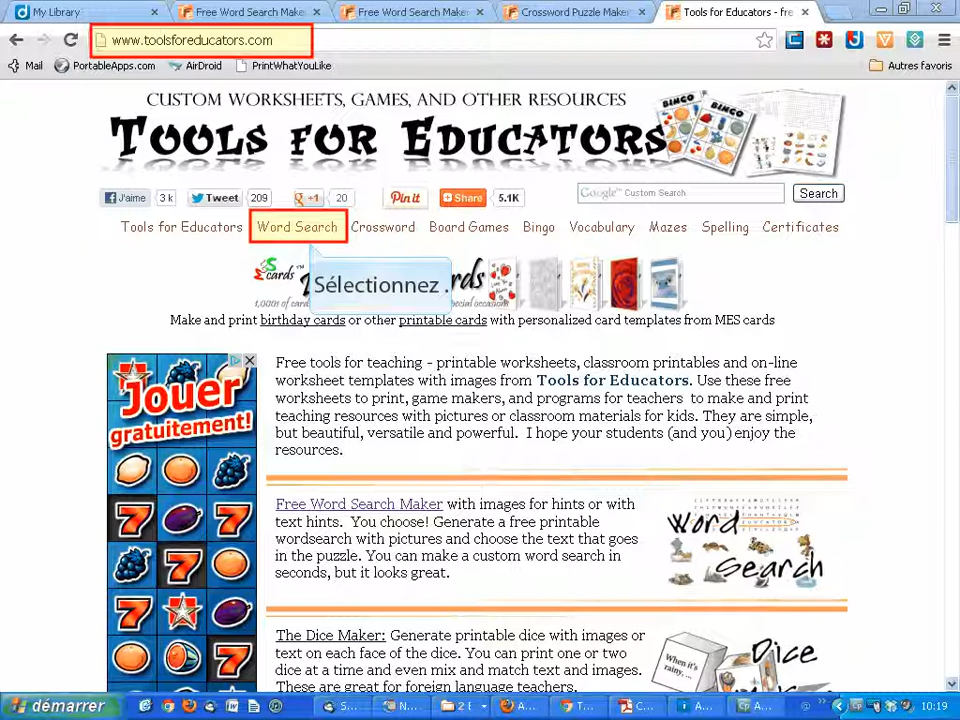 My Library
Free Word Search Make
Free Word Search Make
Crossword Puzzle Maker
Tools for Educators - fre
www.toolsforeducators.com
Mail
PortableApps.com
AirDroid
PrintWhatYouLike
Autres favoris
CUSTOM WORKSHEETS, GAMES, AND OTHER RESOURCES
TOOLS FOR EDUCATORS
BINGO
BINGO
J'aime 3 k Tweet 209 +1 20 Pin it Share 5.1K
Google™ Custom Search
Search
Tools for Educators Word Search Crossword Board Games Bingo Vocabulary Mazes Spelling Certificates
Sélectionnez .
cards
Make and print birthday cards or other printable cards with personalized card templates from MES cards
Jouer
gratuitement!
Free tools for teaching - printable worksheets, classroom printables and on-line
worksheet templates with images from Tools for Educators. Use these free
worksheets to print, game makers, and programs for teachers to make and print
teaching resources with pictures or classroom materials for kids. They are simple,
but beautiful, versatile and powerful. I hope your students (and you) enjoy the
resources.
Free Word Search Maker with images for hints or with
text hints. You choose! Generate a free printable
wordsearch with pictures and choose the text that goes
in the puzzle. You can make a custom word search in
seconds, but it looks great.
Word
Search
The Dice Maker: Generate printable dice with images or
text on each face of the dice. You can print one or two
dice at a time and even mix and match text and images.
These are great for foreign language teachers.
When it's
rainy, ...
Dice
démarrer
10:19